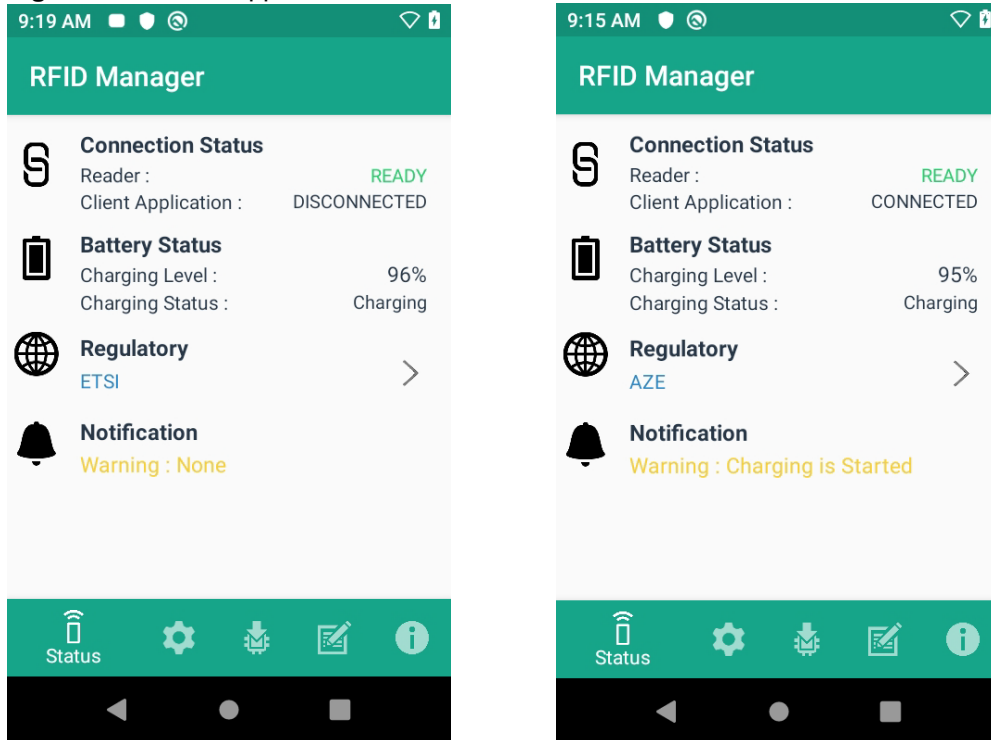 9:19 AM
RFID Manager
Connection Status
Reader : READY
Client Application : DISCONNECTED
Battery Status
Charging Level : 96%
Charging Status : Charging
Regulatory
ETSI
Notification
Warning : None
Status
9:15 AM
RFID Manager
Connection Status
Reader : READY
Client Application : CONNECTED
Battery Status
Charging Level : 95%
Charging Status : Charging
Regulatory
AZE
Notification
Warning : Charging is Started
Status